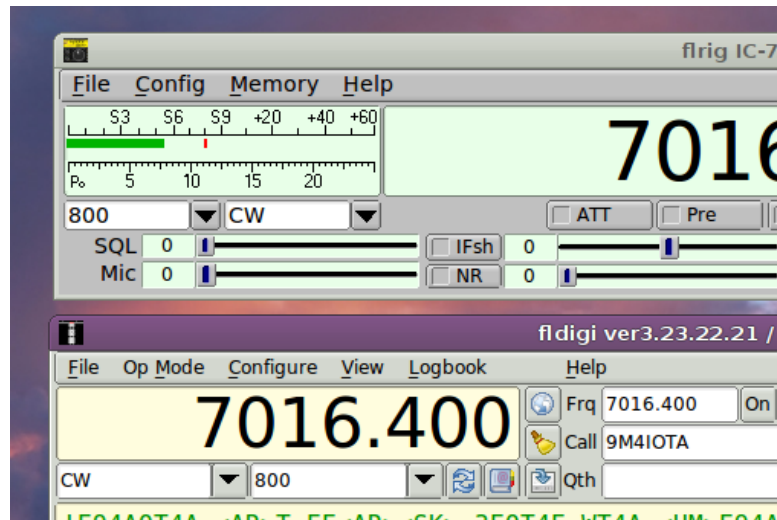 flrig IC-7
File Config Memory Help
S3 S6 S9 +20 +40 +60
Po 5 10 15 20
7016
800 CW ATT Pre
SQL 0 IFsh 0
Mic 0 NR 0
fldigi ver3.23.22.21 /
File Op Mode Configure View Logbook Help
7016.400 Frq 7016.400 On
Call 9M4IOTA
CW 800 Qth